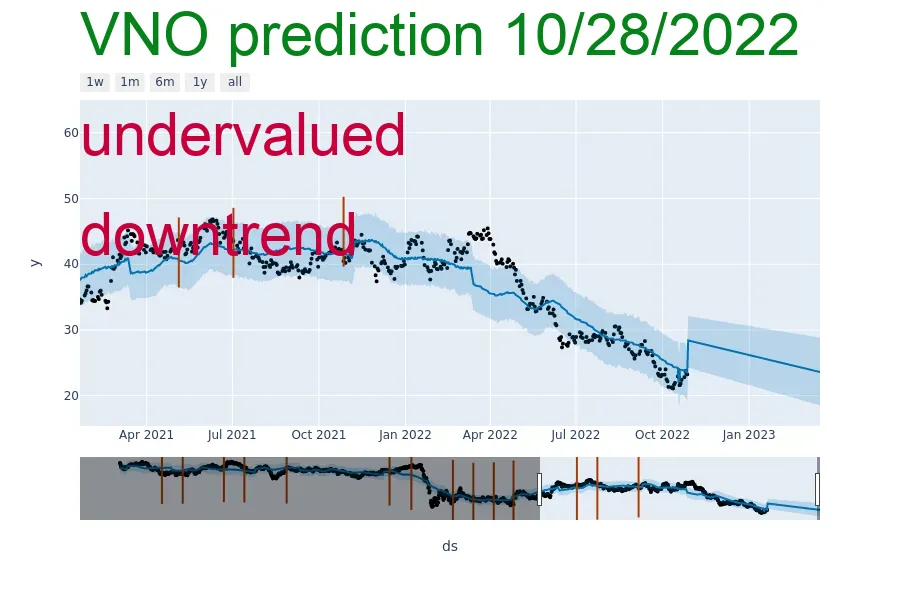 VNO prediction 10/28/2022
1w 1m 6m 1y all
undervalued
downtrend
60
50
40
30
20
y
Apr 2021 Jul 2021 Oct 2021 Jan 2022 Apr 2022 Jul 2022 Oct 2022 Jan 2023
ds